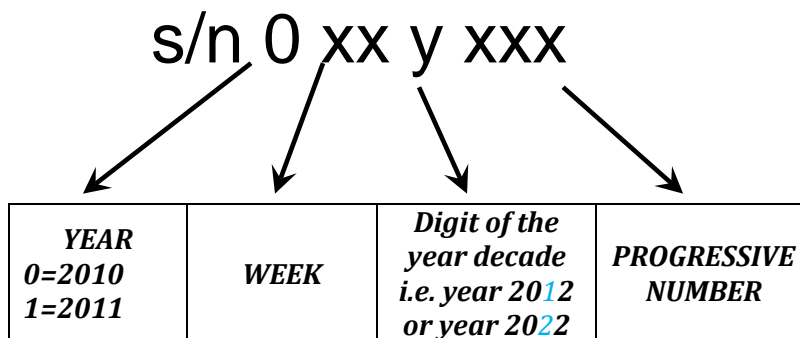 s/n 0 xx y xxx
YEAR
0=2010
1=2011
WEEK
Digit of the
year decade
i.e. year 2012
or year 2022
PROGRESSIVE
NUMBER